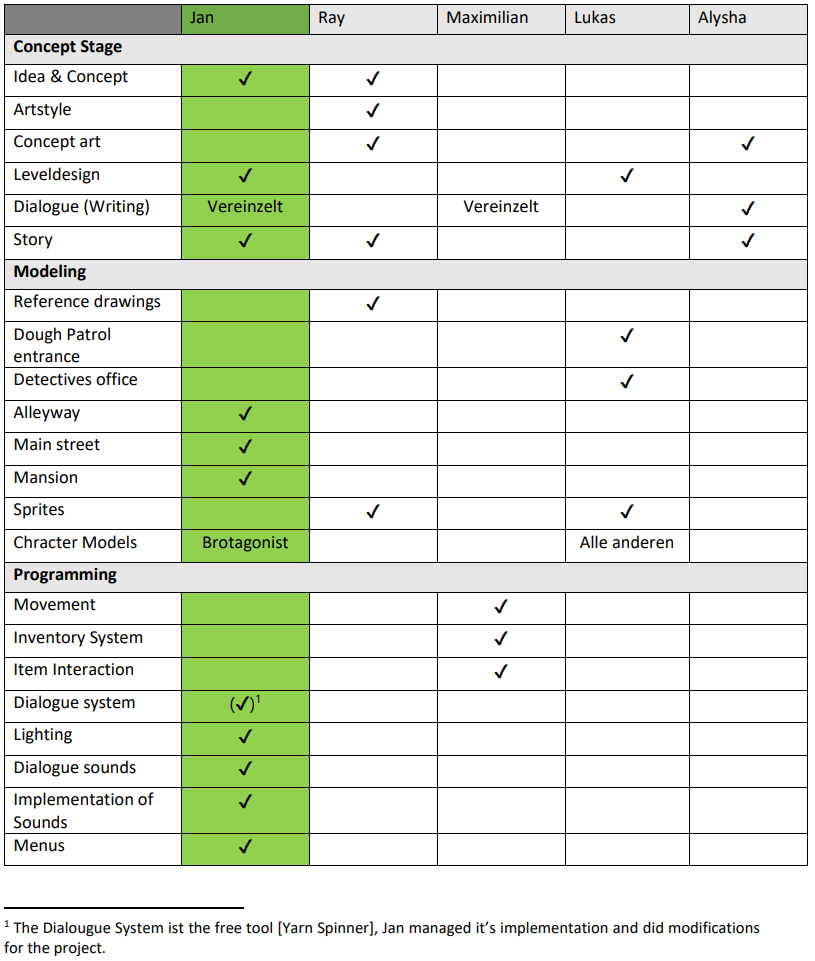 Jan Ray Maximilian Lukas Alysha
Concept Stage
Idea & Concept ✓ ✓
Artstyle ✓
Concept art ✓ ✓
Leveldesign ✓ ✓
Dialogue (Writing) Vereinzelt Vereinzelt ✓
Story ✓ ✓ ✓
Modeling
Reference drawings ✓
Dough Patrol
entrance ✓
Detectives office ✓
Alleyway ✓
Main street ✓
Mansion ✓
Sprites ✓ ✓
Chracter Models Brotagonist Alle anderen
Programming
Movement ✓
Inventory System ✓
Item Interaction ✓
Dialogue system (✓)1
Lighting ✓
Dialogue sounds ✓
Implementation of
Sounds ✓
Menus ✓
1 The Dialougue System ist the free tool [Yarn Spinner], Jan managed it’s implementation and did modifications
for the project.